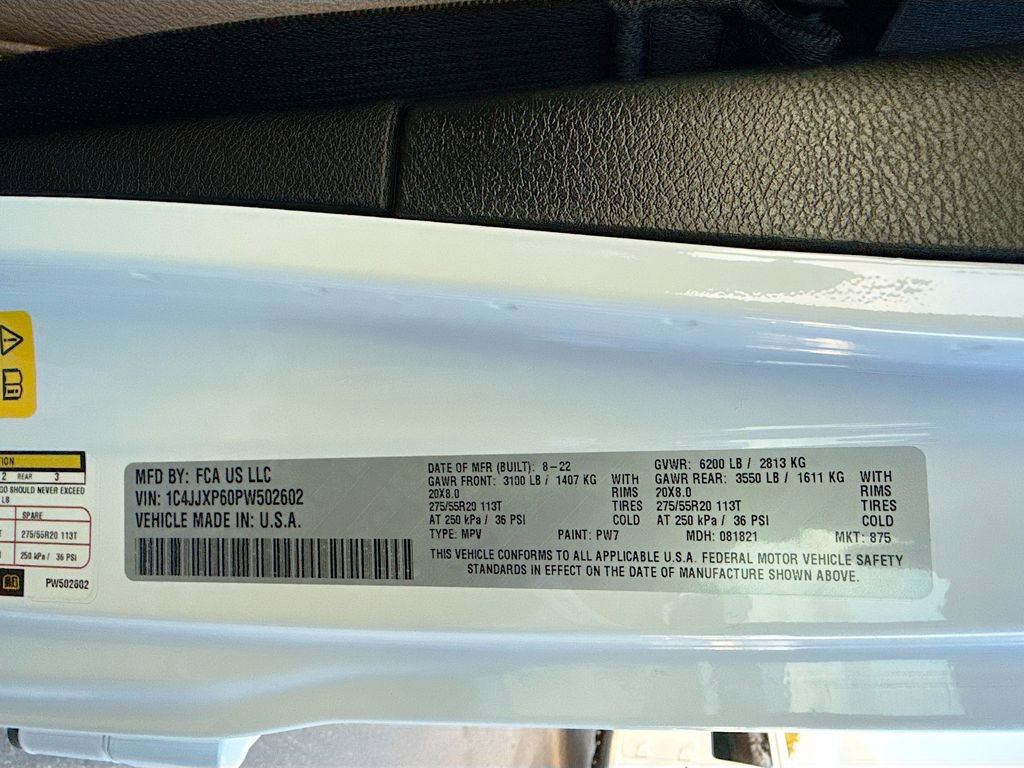 ION
2 REAR 3
GO SHOULD NEVER EXCEED
LB
SPARE
T 275/55R20 113T
I 250 kPa / 36 PSI
PW502602
MFD BY: FCA US LLC
VIN: 1C4JJXP60PW502602
VEHICLE MADE IN: U.S.A.
DATE OF MFR (BUILT): 8-22
GAWR FRONT: 3100 LB / 1407 KG WITH
20X8.0 RIMS
275/55R20 113T TIRES
AT 250 kPa / 36 PSI COLD
GVWR: 6200 LB / 2813 KG
GAWR REAR: 3550 LB / 1611 KG WITH
20X8.0 RIMS
275/55R20 113T TIRES
AT 250 kPa / 36 PSI COLD
TYPE: MPV PAINT: PW7 MDH: 081821 MKT: 875
THIS VEHICLE CONFORMS TO ALL APPLICABLE U.S.A. FEDERAL MOTOR VEHICLE SAFETY
STANDARDS IN EFFECT ON THE DATE OF MANUFACTURE SHOWN ABOVE.